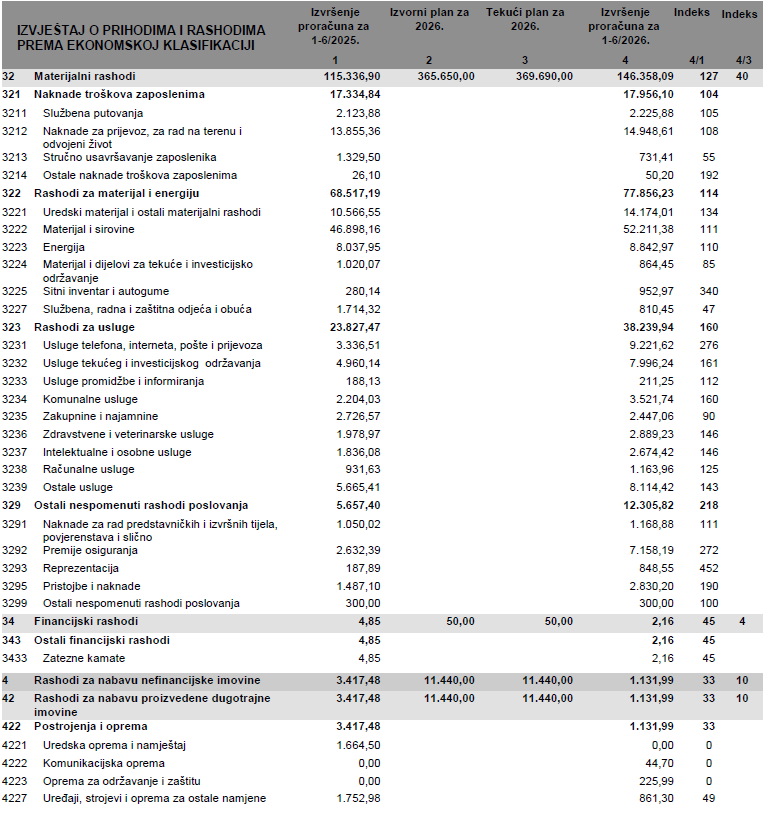 IZVJEŠTAJ O PRIHODIMA I RASHODIMA
PREMA EKONOMSKOJ KLASIFIKACIJI
Izvršenje proračuna za 1-6/2025. Izvorni plan za 2026. Tekući plan za 2026. Izvršenje proračuna za 1-6/2026. Indeks Indeks
1 2 3 4 4/1 4/3
32 Materijalni rashodi 115.336,90 365.650,00 369.690,00 146.358,09 127 40
321 Naknade troškova zaposlenima 17.334,84 17.956,10 104
3211 Službena putovanja 2.123,88 2.225,88 105
3212 Naknade za prijevoz, za rad na terenu i 13.855,36 14.948,61 108
odvojeni život
3213 Stručno usavršavanje zaposlenika 1.329,50 731,41 55
3214 Ostale naknade troškova zaposlenima 26,10 50,20 192
322 Rashodi za materijal i energiju 68.517,19 77.856,23 114
3221 Uredski materijal i ostali materijalni rashodi 10.566,55 14.174,01 134
3222 Materijal i sirovine 46.898,16 52.211,38 111
3223 Energija 8.037,95 8.842,97 110
3224 Materijal i dijelovi za tekuće i investicijsko 1.020,07 864,45 85
održavanje
3225 Sitni inventar i autogume 280,14 952,97 340
3227 Službena, radna i zaštitna odjeća i obuća 1.714,32 810,45 47
323 Rashodi za usluge 23.827,47 38.239,94 160
3231 Usluge telefona, interneta, pošte i prijevoza 3.336,51 9.221,62 276
3232 Usluge tekućeg i investicijskog održavanja 4.960,14 7.996,24 161
3233 Usluge promidžbe i informiranja 188,13 211,25 112
3234 Komunalne usluge 2.204,03 3.521,74 160
3235 Zakupnine i najamnine 2.726,57 2.447,06 90
3236 Zdravstvene i veterinarske usluge 1.978,97 2.889,23 146
3237 Intelektualne i osobne usluge 1.836,08 2.674,42 146
3238 Računalne usluge 931,63 1.163,96 125
3239 Ostale usluge 5.665,41 8.114,42 143
329 Ostali nespomenuti rashodi poslovanja 5.657,40 12.305,82 218
3291 Naknade za rad predstavničkih i izvršnih tijela, 1.050,02 1.168,88 111
povjerenstava i slično
3292 Premije osiguranja 2.632,39 7.158,19 272
3293 Reprezentacija 187,89 848,55 452
3295 Pristojbe i naknade 1.487,10 2.830,20 190
3299 Ostali nespomenuti rashodi poslovanja 300,00 300,00 100
34 Financijski rashodi 4,85 50,00 50,00 2,16 45 4
343 Ostali financijski rashodi 4,85 2,16 45
3433 Zatezne kamate 4,85 2,16 45
4 Rashodi za nabavu nefinancijske imovine 3.417,48 11.440,00 11.440,00 1.131,99 33 10
42 Rashodi za nabavu proizvedene dugotrajne 3.417,48 11.440,00 11.440,00 1.131,99 33 10
imovine
422 Postrojenja i oprema 3.417,48 1.131,99 33
4221 Uredska oprema i namještaj 1.664,50 0,00 0
4222 Komunikacijska oprema 0,00 44,70 0
4223 Oprema za održavanje i zaštitu 0,00 225,99 0
4227 Uređaji, strojevi i oprema za ostale namjene 1.752,98 861,30 49